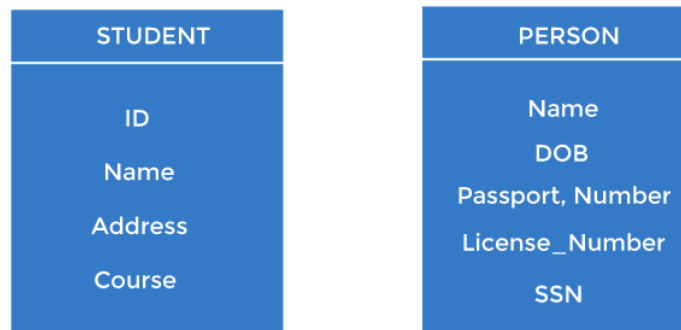 STUDENT
ID
Name
Address
Course
PERSON
Name
DOB
Passport, Number
License_Number
SSN